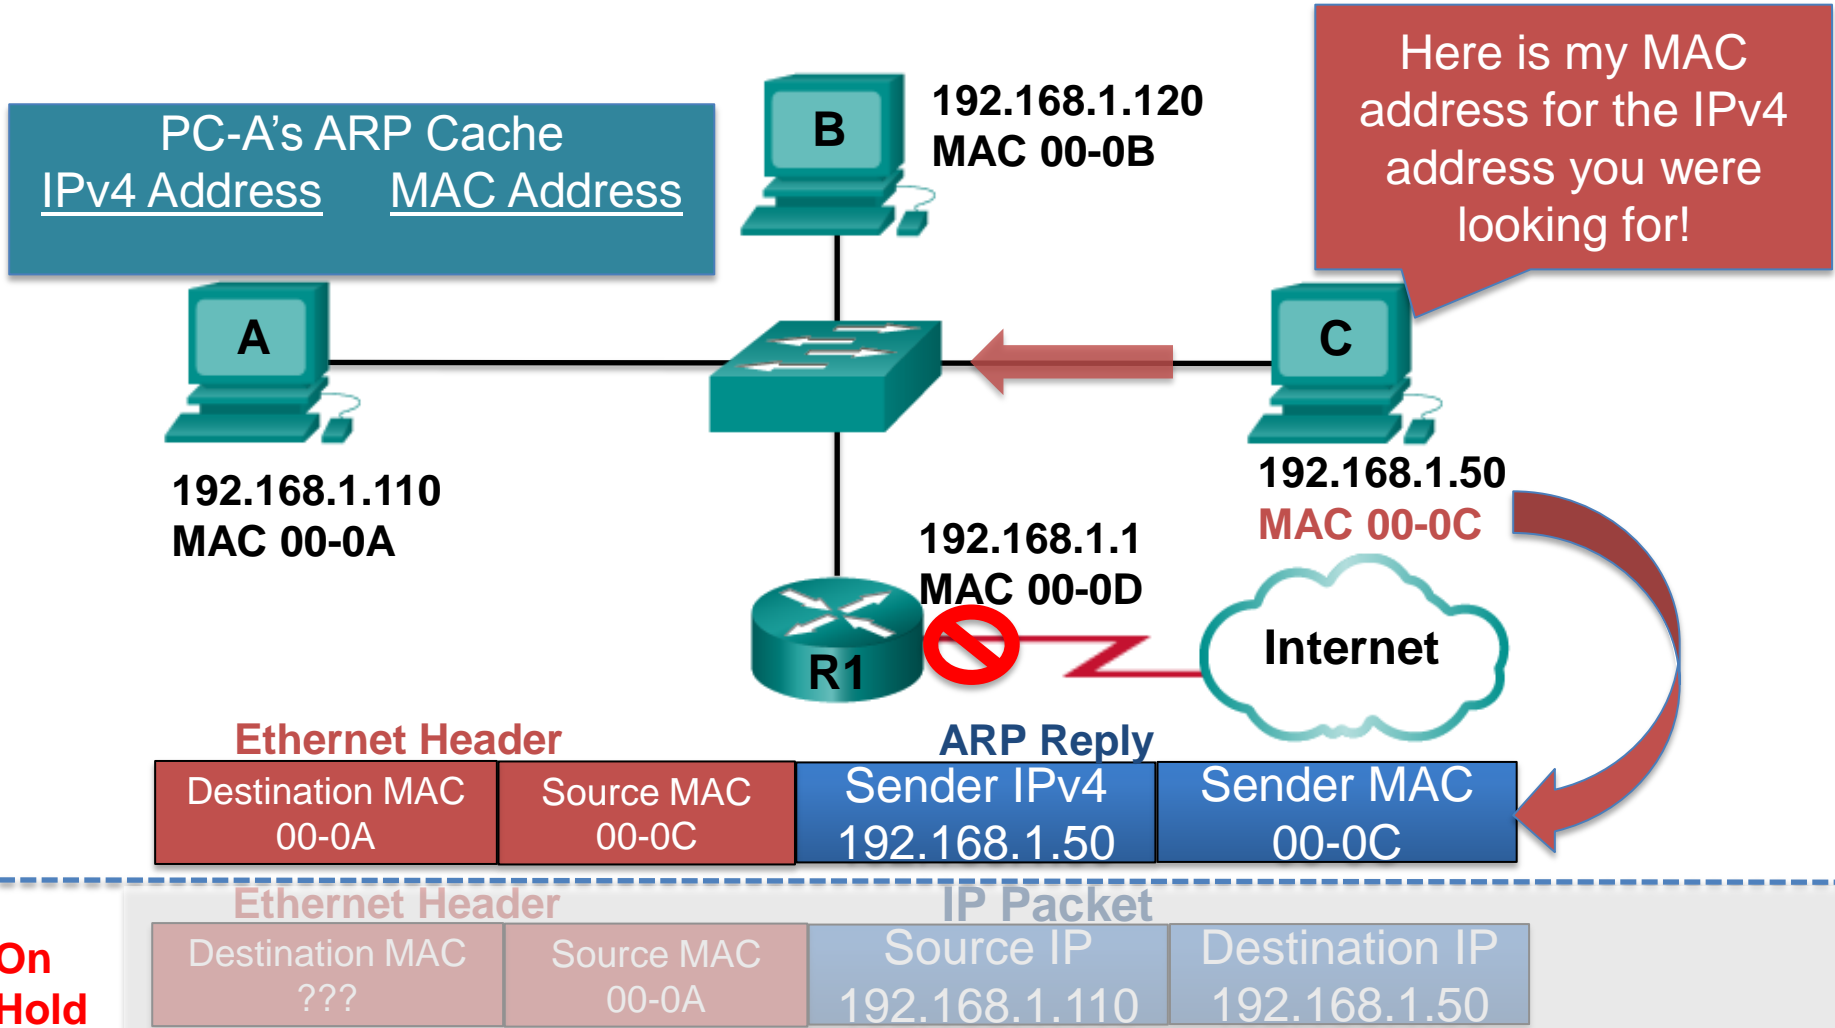 Here is my MAC
address for the IPv4
address you were
looking for!
PC-A’s ARP Cache
IPv4 Address MAC Address
B
192.168.1.120
MAC 00-0B
A
C
192.168.1.110
MAC 00-0A
192.168.1.50
MAC 00-0C
192.168.1.1
MAC 00-0D
R1
Internet
Ethernet Header ARP Reply
Destination MAC Source MAC Sender IPv4 Sender MAC
00-0A 00-0C 192.168.1.50 00-0C
Ethernet Header IP Packet
On
Hold
Destination MAC Source MAC Source IP Destination IP
??? 00-0A 192.168.1.110 192.168.1.50